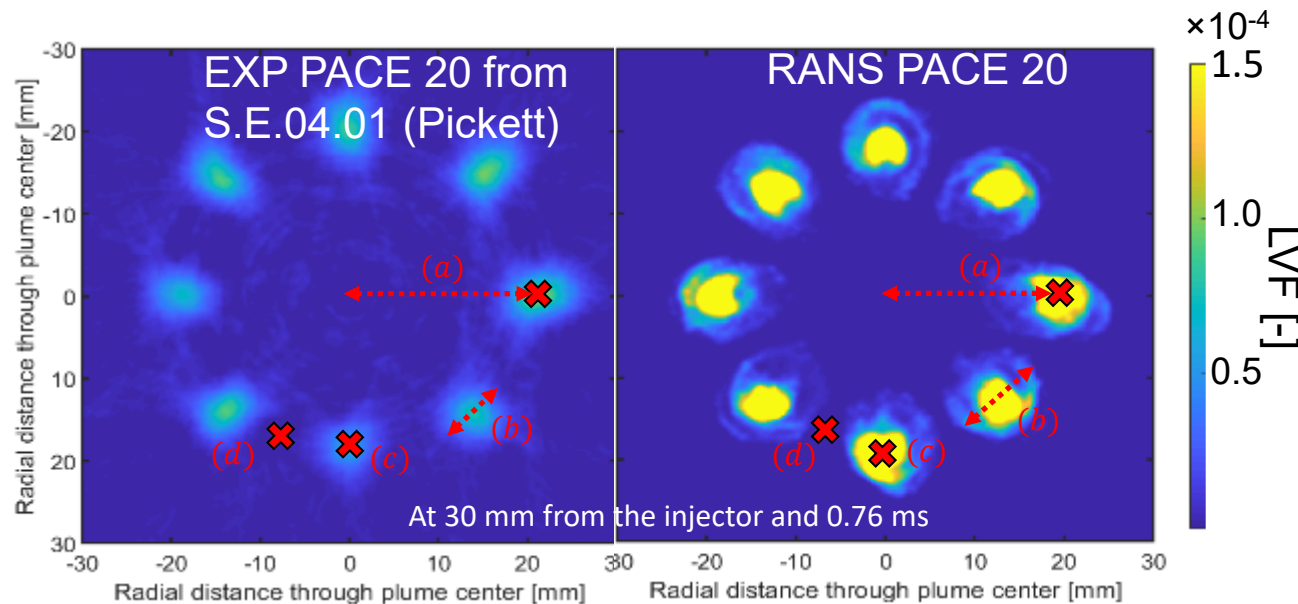 ×10⁻⁴
EXP PACE 20 from
S.E.04.01 (Pickett)
RANS PACE 20
-30
-20
-10
0
10
20
30
Radial distance through plume center [mm]
(a)
(b)
(c)
(d)
(a)
(b)
(c)
(d)
At 30 mm from the injector and 0.76 ms
-30 -20 -10 0 10 20 30
-20 -10 0 10 20 30
Radial distance through plume center [mm]
Radial distance through plume center [mm]
1.5
1.0
0.5
LVF [-]